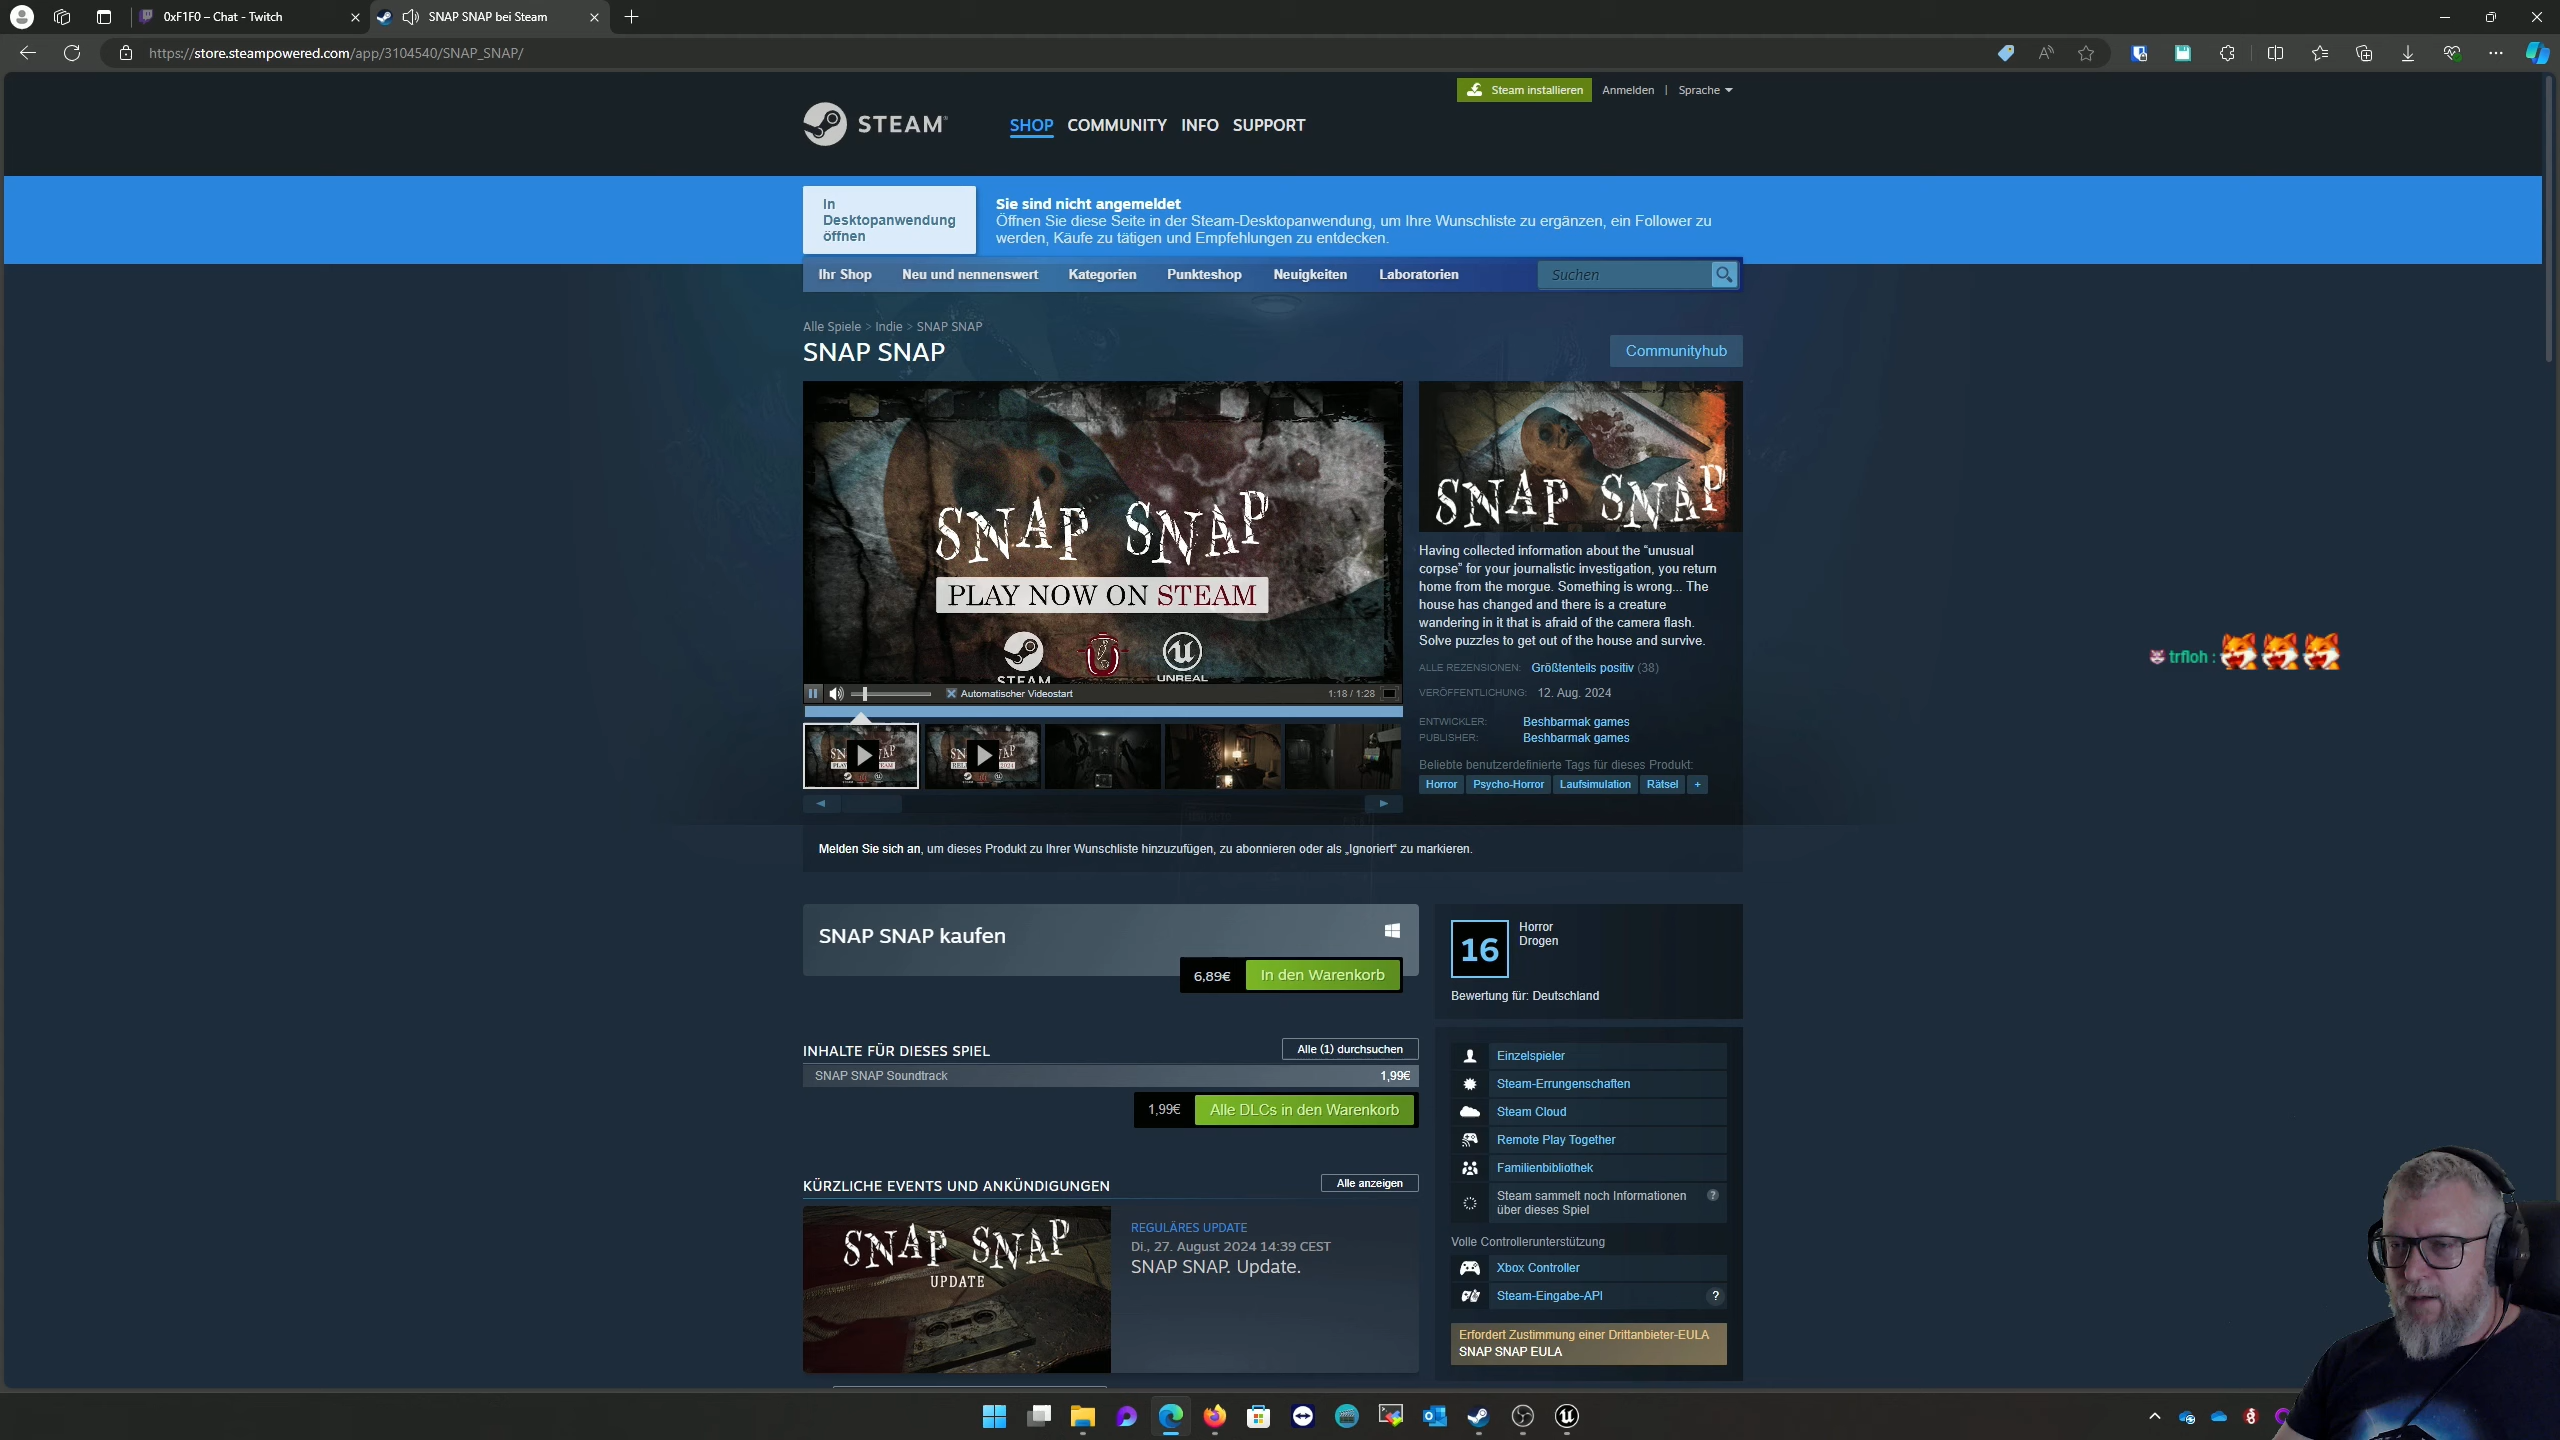 0xF1F0 – Chat - Twitch
SNAP SNAP bei Steam
https://store.steampowered.com/app/3104540/SNAP_SNAP/
Steam installieren
Anmelden | Sprache
STEAM
SHOP COMMUNITY INFO SUPPORT
In Desktopanwendung öffnen
Sie sind nicht angemeldet
Öffnen Sie diese Seite in der Steam-Desktopanwendung, um Ihre Wunschliste zu ergänzen, ein Follower zu
werden, Käufe zu tätigen und Empfehlungen zu entdecken.
Ihr Shop Neu und nennenswert Kategorien Punkteshop Neuigkeiten Laboratorien Suchen
Alle Spiele > Indie > SNAP SNAP
SNAP SNAP
Communityhub
SNAP SNAP
PLAY NOW ON STEAM
STEAM UNREAL
Automatischer Videostart 1:18 / 1:28
SNAP SNAP
Having collected information about the “unusual
corpse” for your journalistic investigation, you return
home from the morgue. Something is wrong... The
house has changed and there is a creature
wandering in it that is afraid of the camera flash.
Solve puzzles to get out of the house and survive.
ALLE REZENSIONEN: Größtenteils positiv (38)
VERÖFFENTLICHUNG: 12. Aug. 2024
ENTWICKLER: Beshbarmak games
PUBLISHER: Beshbarmak games
Beliebte benutzerdefinierte Tags für dieses Produkt:
Horror Psycho-Horror Laufsimulation Rätsel +
trfloh :
Melden Sie sich an, um dieses Produkt zu Ihrer Wunschliste hinzuzufügen, zu abonnieren oder als „Ignoriert“ zu markieren.
SNAP SNAP kaufen
6,89€ In den Warenkorb
INHALTE FÜR DIESES SPIEL
Alle (1) durchsuchen
SNAP SNAP Soundtrack 1,99€
1,99€ Alle DLCs in den Warenkorb
KÜRZLICHE EVENTS UND ANKÜNDIGUNGEN
Alle anzeigen
SNAP SNAP
UPDATE
REGULÄRES UPDATE
Di., 27. August 2024 14:39 CEST
SNAP SNAP. Update.
16
Horror
Drogen
Bewertung für: Deutschland
Einzelspieler
Steam-Errungenschaften
Steam Cloud
Remote Play Together
Familienbibliothek
Steam sammelt noch Informationen
über dieses Spiel ?
Volle Controllerunterstützung
Xbox Controller
Steam-Eingabe-API ?
Erfordert Zustimmung einer Drittanbieter-EULA
SNAP SNAP EULA